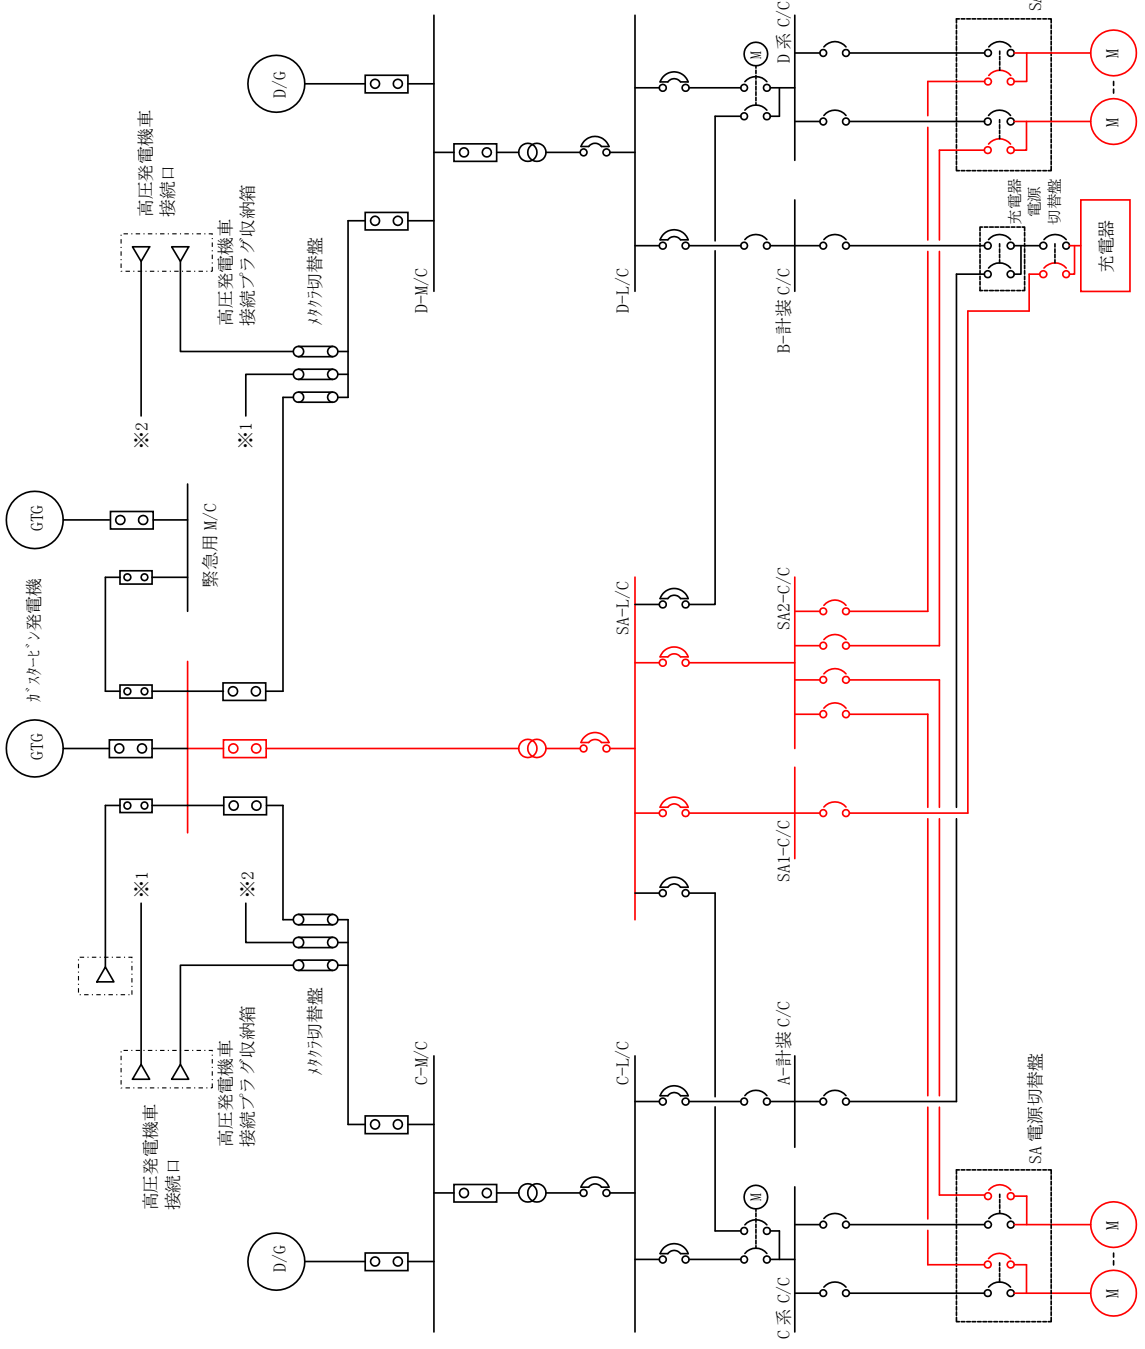 GTG
ｶﾞｽﾀｰﾋﾞﾝ発電機
GTG
高圧発電機車
接続口
※1
※2
高圧発電機車
接続口
緊急用 M/C
高圧発電機車
接続プラグ収納箱
※2
※1
高圧発電機車
接続プラグ収納箱
D/G
D/G
ﾒﾀｸﾗ切替盤
ﾒﾀｸﾗ切替盤
C-M/C
D-M/C
C-L/C
SA-L/C
D-L/C
M
M
C 系 C/C
A-計装 C/C
SA1-C/C
SA2-C/C
B-計装 C/C
D 系 C/C
SA 電源切替盤
充電器
電源
切替盤
M
M
充電器
M
M